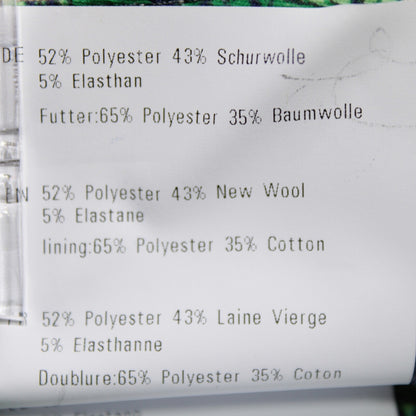 DE 52% Polyester 43% Schurwolle
5% Elasthan
Futter:65% Polyester 35% Baumwolle
EN 52% Polyester 43% New Wool
5% Elastane
lining:65% Polyester 35% Cotton
52% Polyester 43% Laine Vierge
5% Elasthanne
Doublure:65% Polyester 35% Coton